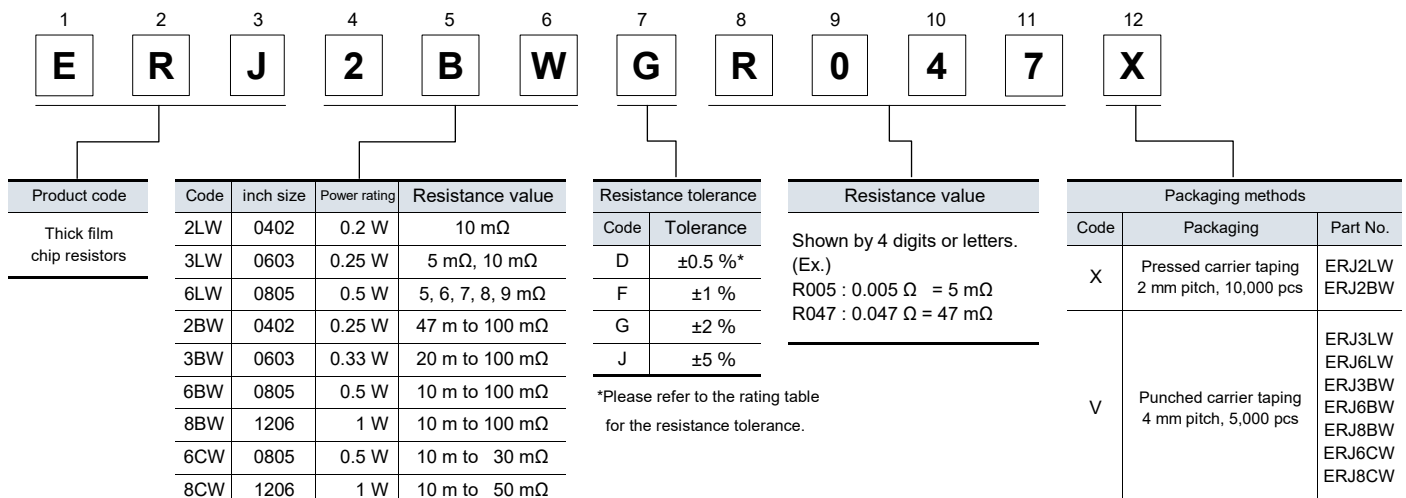 1 2 3 4 5 6 7 8 9 10 11 12
E R J 2 B W G R 0 4 7 X
Product code
Thick film
chip resistors
Code inch size Power rating Resistance value
2LW 0402 0.2 W 10 mΩ
3LW 0603 0.25 W 5 mΩ, 10 mΩ
6LW 0805 0.5 W 5, 6, 7, 8, 9 mΩ
2BW 0402 0.25 W 47 m to 100 mΩ
3BW 0603 0.33 W 20 m to 100 mΩ
6BW 0805 0.5 W 10 m to 100 mΩ
8BW 1206 1 W 10 m to 100 mΩ
6CW 0805 0.5 W 10 m to 30 mΩ
8CW 1206 1 W 10 m to 50 mΩ
Resistance tolerance
Code Tolerance
D ±0.5 %*
F ±1 %
G ±2 %
J ±5 %
*Please refer to the rating table
for the resistance tolerance.
Resistance value
Shown by 4 digits or letters.
(Ex.)
R005 : 0.005 Ω = 5 mΩ
R047 : 0.047 Ω = 47 mΩ
Packaging methods
Code Packaging Part No.
X Pressed carrier taping
2 mm pitch, 10,000 pcs
ERJ2LW
ERJ2BW
V Punched carrier taping
4 mm pitch, 5,000 pcs
ERJ3LW
ERJ6LW
ERJ3BW
ERJ6BW
ERJ8BW
ERJ6CW
ERJ8CW